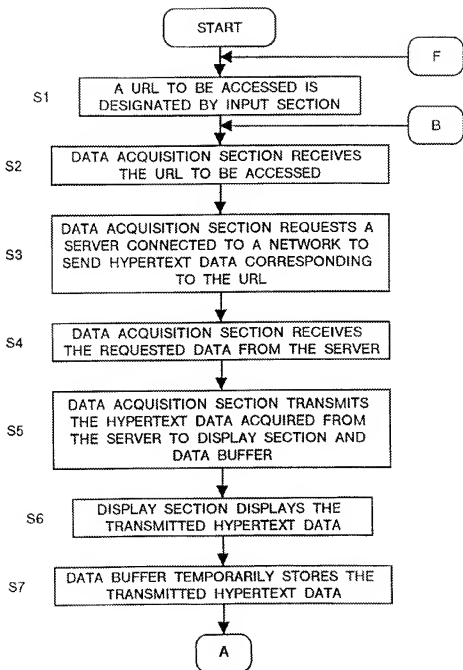 START
F
S1
A URL TO BE ACCESSED IS
DESIGNATED BY INPUT SECTION
B
S2
DATA ACQUISITION SECTION RECEIVES
THE URL TO BE ACCESSED
S3
DATA ACQUISITION SECTION REQUESTS A
SERVER CONNECTED TO A NETWORK TO
SEND HYPERTEXT DATA CORRESPONDING
TO THE URL
S4
DATA ACQUISITION SECTION RECEIVES
THE REQUESTED DATA FROM THE SERVER
S5
DATA ACQUISITION SECTION TRANSMITS
THE HYPERTEXT DATA ACQUIRED FROM
THE SERVER TO DISPLAY SECTION AND
DATA BUFFER
S6
DISPLAY SECTION DISPLAYS THE
TRANSMITTED HYPERTEXT DATA
S7
DATA BUFFER TEMPORARILY STORES THE
TRANSMITTED HYPERTEXT DATA
A